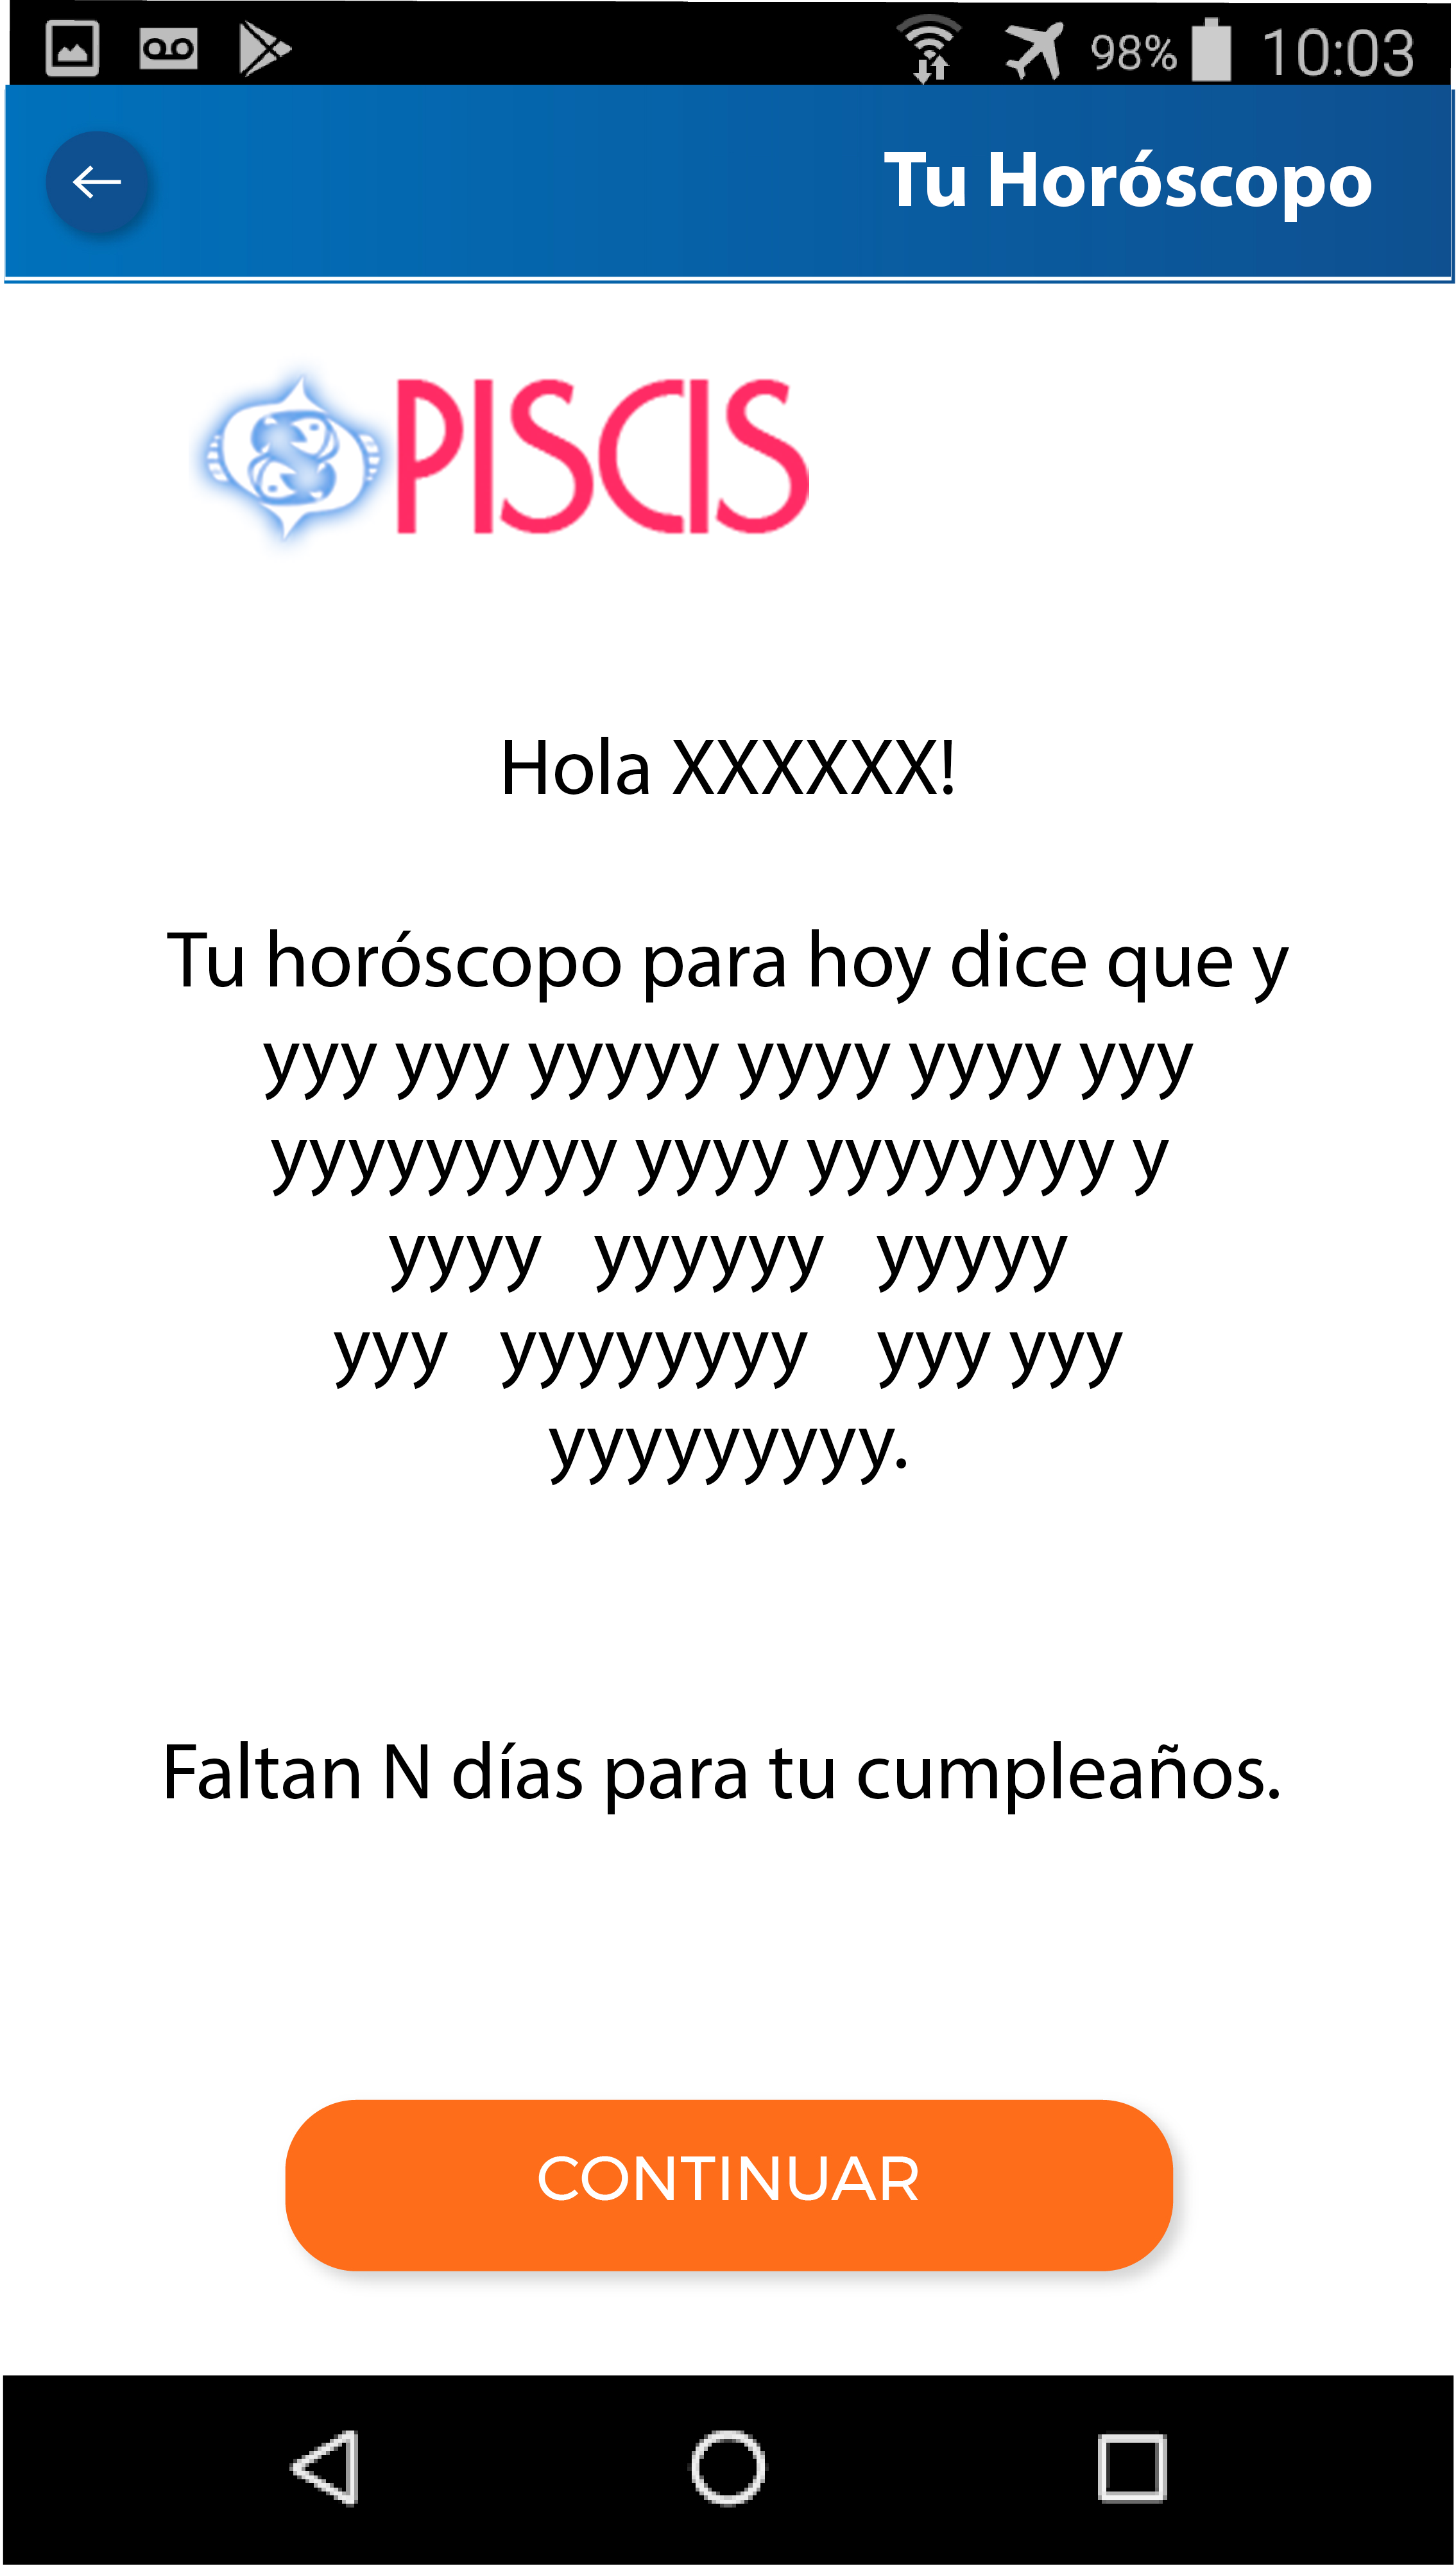 98% 10:03
Tu Horóscopo
PISCIS
Hola XXXXXX!
Tu horóscopo para hoy dice que y
yyy yyy yyyyy yyyy yyyy yyy
yyyyyyyyy yyyy yyyyyyyy y
yyyy yyyyyy yyyyy
yyy yyyyyyyy yyy yyy
yyyyyyyyy.
Faltan N días para tu cumpleaños.
CONTINUAR